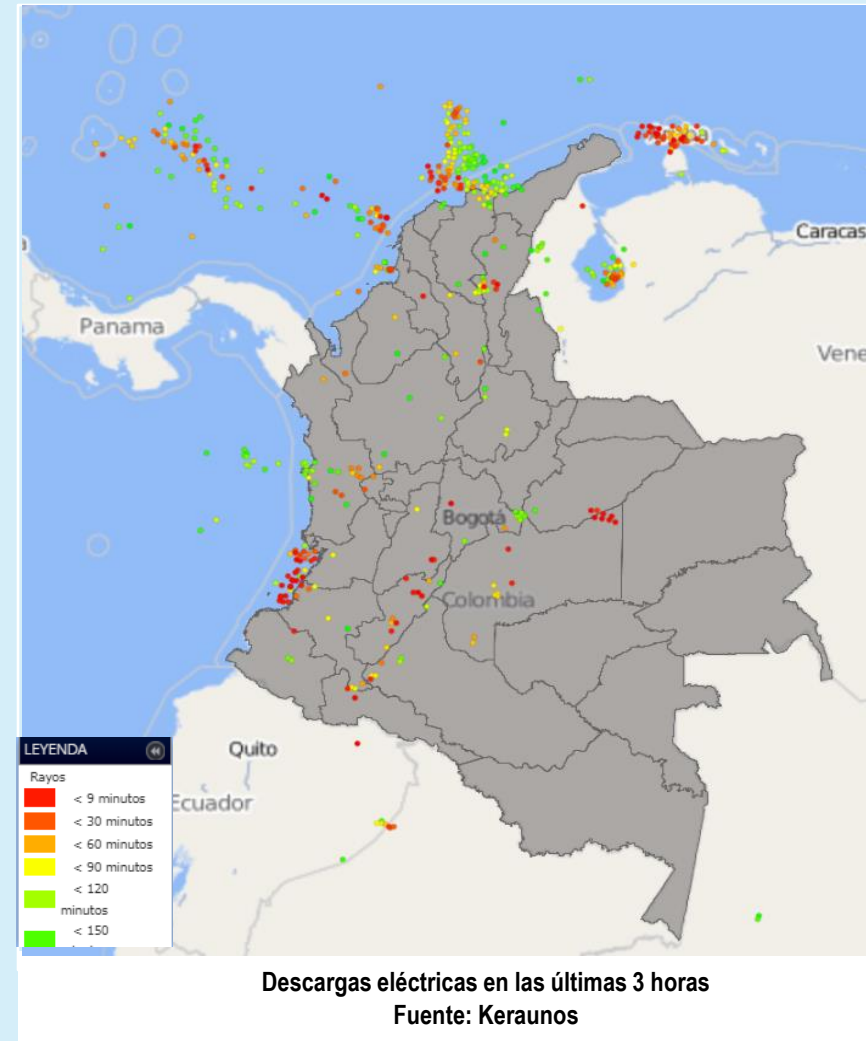 Caracas
Panama
Vene
Bogotá
Colombia
Quito
Ecuador
LEYENDA
Rayos
< 9 minutos
< 30 minutos
< 60 minutos
< 90 minutos
< 120
minutos
< 150
Descargas eléctricas en las últimas 3 horas
Fuente: Keraunos